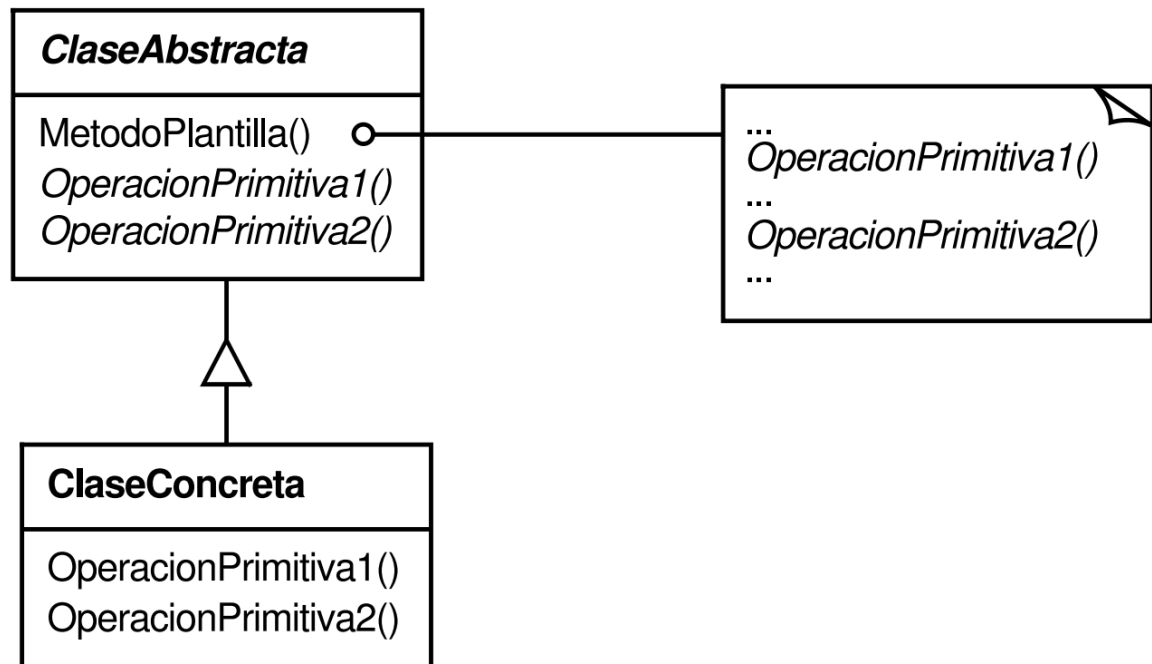 ClaseAbstracta
MetodoPlantilla()
OperacionPrimitiva1()
OperacionPrimitiva2()
...
OperacionPrimitiva1()
...
OperacionPrimitiva2()
...
ClaseConcreta
OperacionPrimitiva1()
OperacionPrimitiva2()